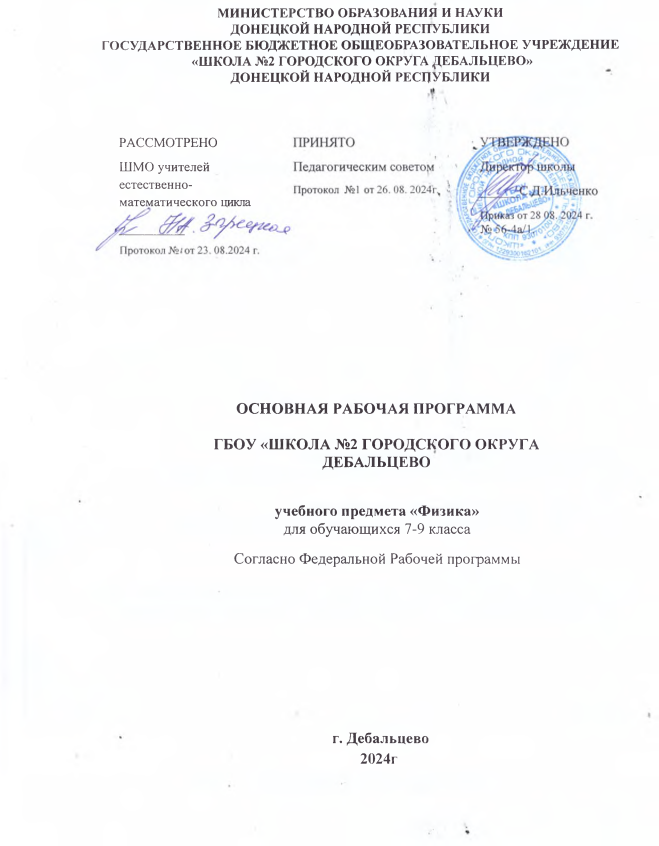 МИНИСТЕРСТВО ОБРАЗОВАНИЯ И НАУКИ
ДОНЕЦКОЙ НАРОДНОЙ РЕСПУБЛИКИ
ГОСУДАРСТВЕННОЕ БЮДЖЕТНОЕ ОБЩЕОБРАЗОВАТЕЛЬНОЕ УЧРЕЖДЕНИЕ
«ШКОЛА №2 ГОРОДСКОГО ОКРУГА ДЕБАЛЬЦЕВО»
ДОНЕЦКОЙ НАРОДНОЙ РЕСПУБЛИКИ
РАССМОТРЕНО
ШМО учителей
естественно-
математического цикла
Протокол №1от 23. 08.2024 г.
ПРИНЯТО
Педагогическим советом
Протокол №1 от 26. 08. 2024г.
УТВЕРЖДЕНО
Директор школы
С.Д.Ильченко
Приказ от 28 08. 2024 г.
ОСНОВНАЯ РАБОЧАЯ ПРОГРАММА
ГБОУ «ШКОЛА №2 ГОРОДСКОГО ОКРУГА
ДЕБАЛЬЦЕВО
учебного предмета «Физика»
для обучающихся 7-9 класса
Согласно Федеральной Рабочей программы
г. Дебальцево
2024г